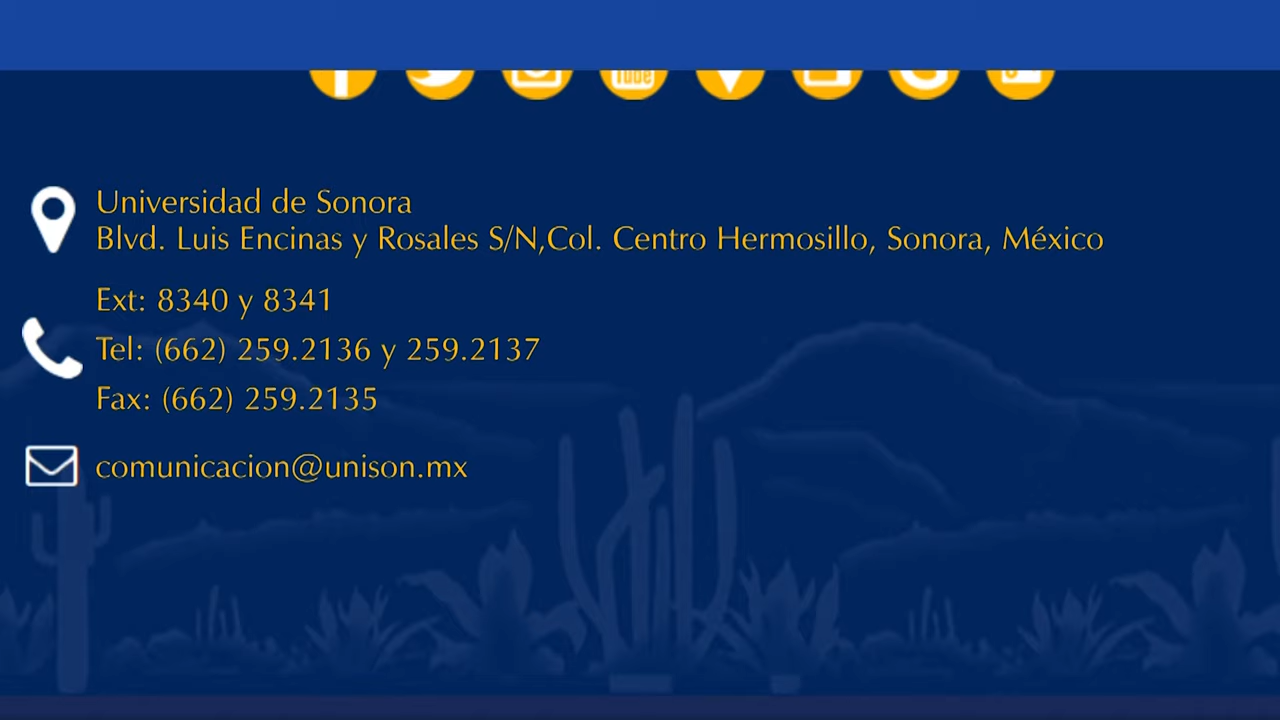 Tube
Universidad de Sonora
Blvd. Luis Encinas y Rosales S/N,Col. Centro Hermosillo, Sonora, México
Ext: 8340 y 8341
Tel: (662) 259.2136 y 259.2137
Fax: (662) 259.2135
comunicacion@unison.mx